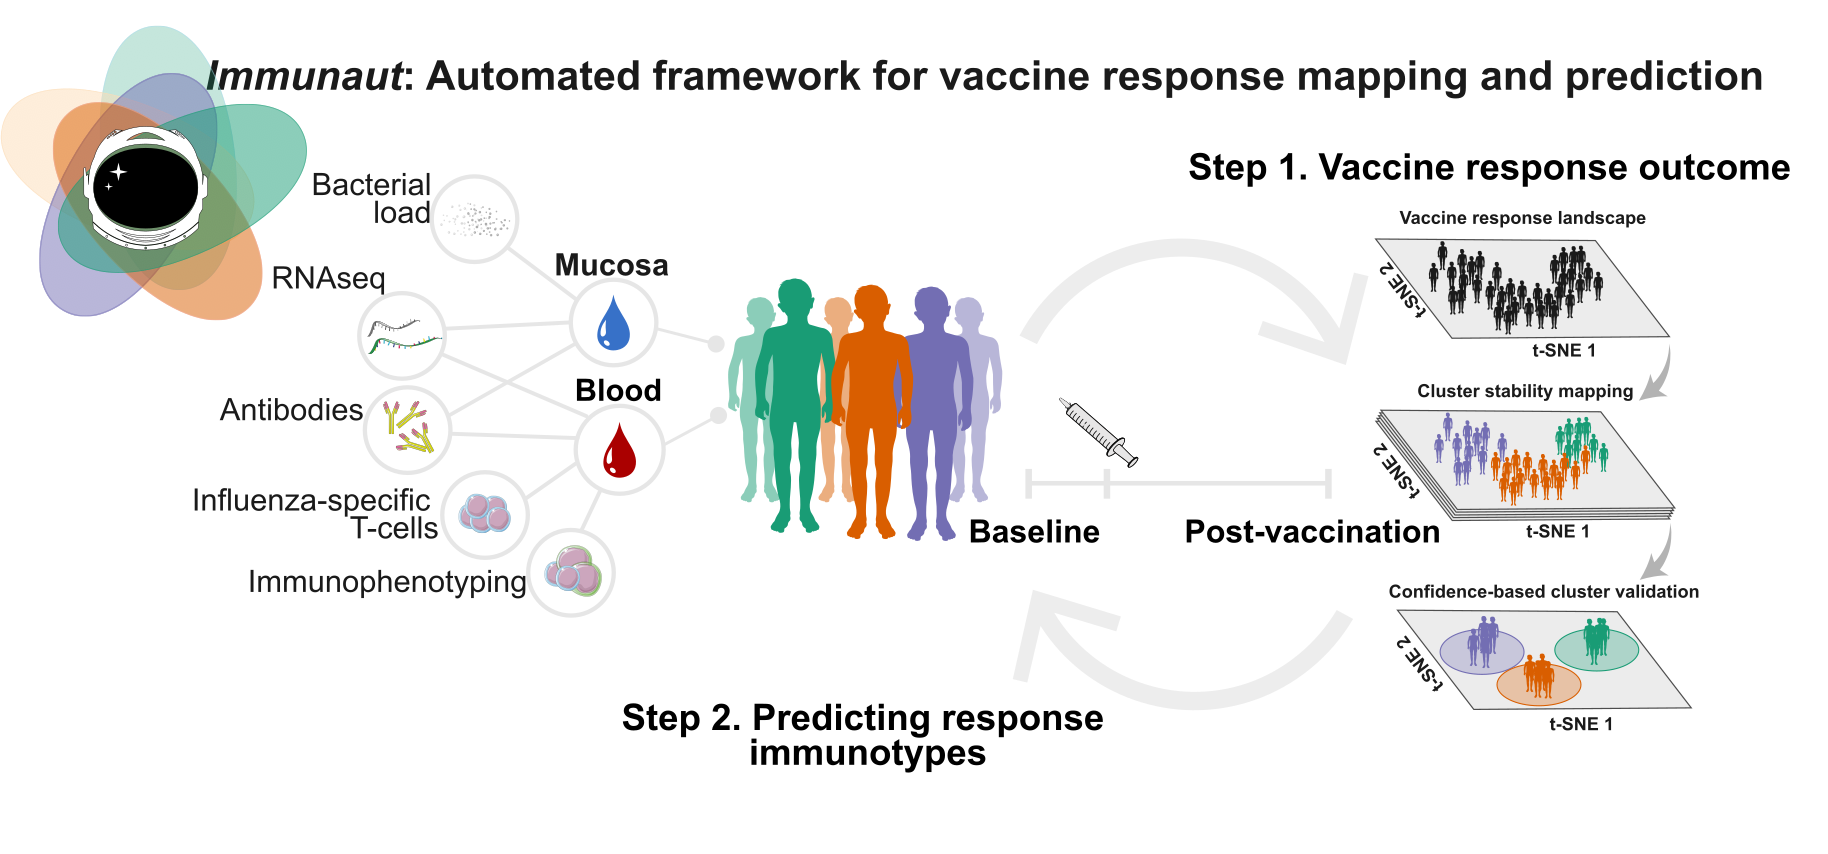 Immunaut: Automated framework for vaccine response mapping and prediction
Bacterial
load
RNAseq
Antibodies
Influenza-specific
T-cells
Immunophenotyping
Mucosa
Blood
Baseline
Post-vaccination
Step 1. Vaccine response outcome
Vaccine response landscape
t-SNE 2
t-SNE 1
Cluster stability mapping
t-SNE 2
t-SNE 1
Confidence-based cluster validation
t-SNE 2
t-SNE 1
Step 2. Predicting response
immunotypes